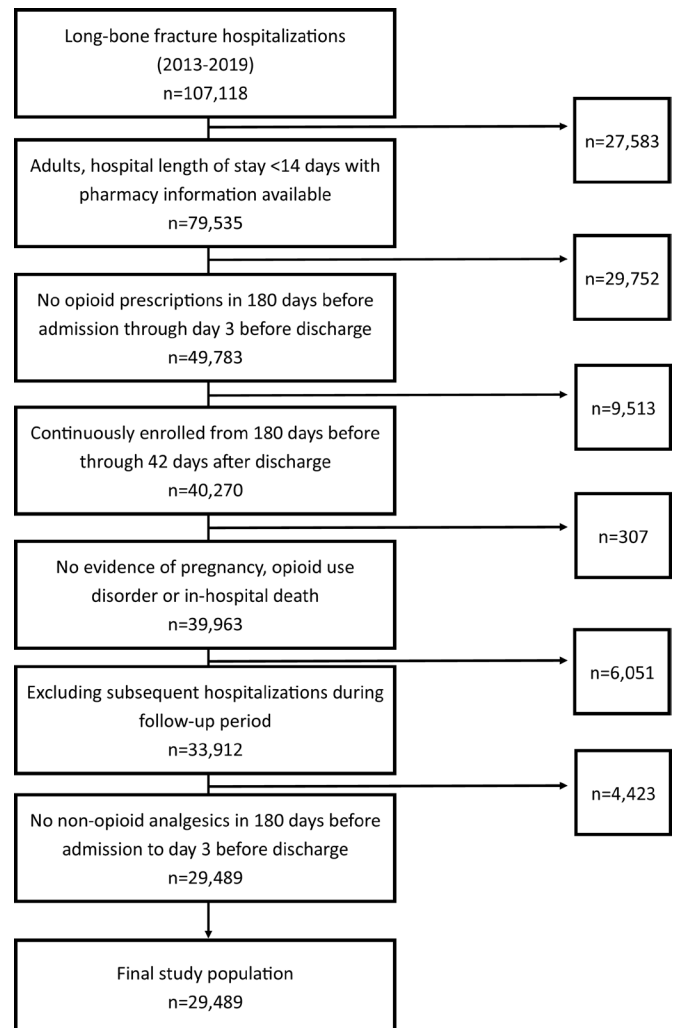 Long-bone fracture hospitalizations
(2013-2019)
n=107,118
n=27,583
Adults, hospital length of stay <14 days with
pharmacy information available
n=79,535
n=29,752
No opioid prescriptions in 180 days before
admission through day 3 before discharge
n=49,783
n=9,513
Continuously enrolled from 180 days before
through 42 days after discharge
n=40,270
n=307
No evidence of pregnancy, opioid use
disorder or in-hospital death
n=39,963
n=6,051
Excluding subsequent hospitalizations during
follow-up period
n=33,912
n=4,423
No non-opioid analgesics in 180 days before
admission to day 3 before discharge
n=29,489
Final study population
n=29,489